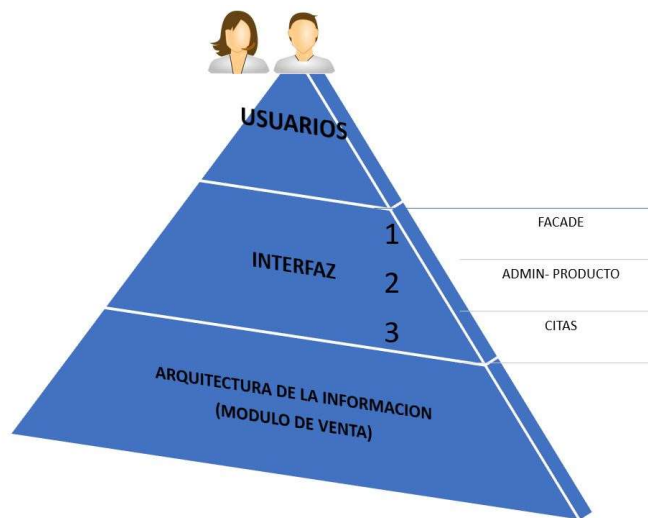 USUARIOS
INTERFAZ
1
FACADE
2
ADMIN- PRODUCTO
3
CITAS
ARQUITECTURA DE LA INFORMACION
(MODULO DE VENTA)